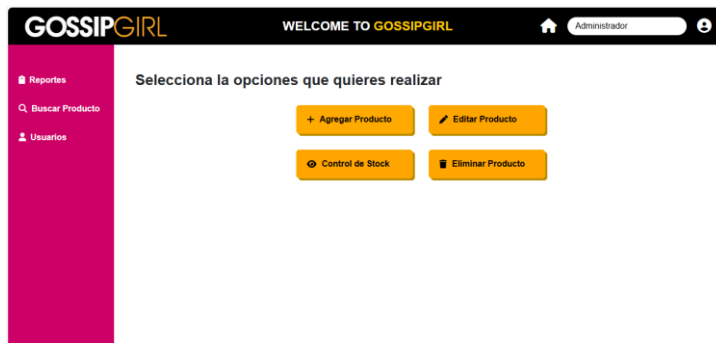 GOSSIPGIRL
WELCOME TO GOSSIPGIRL
Administrador
Reportes
Buscar Producto
Usuarios
Selecciona la opciones que quieres realizar
Agregar Producto
Editar Producto
Control de Stock
Eliminar Producto